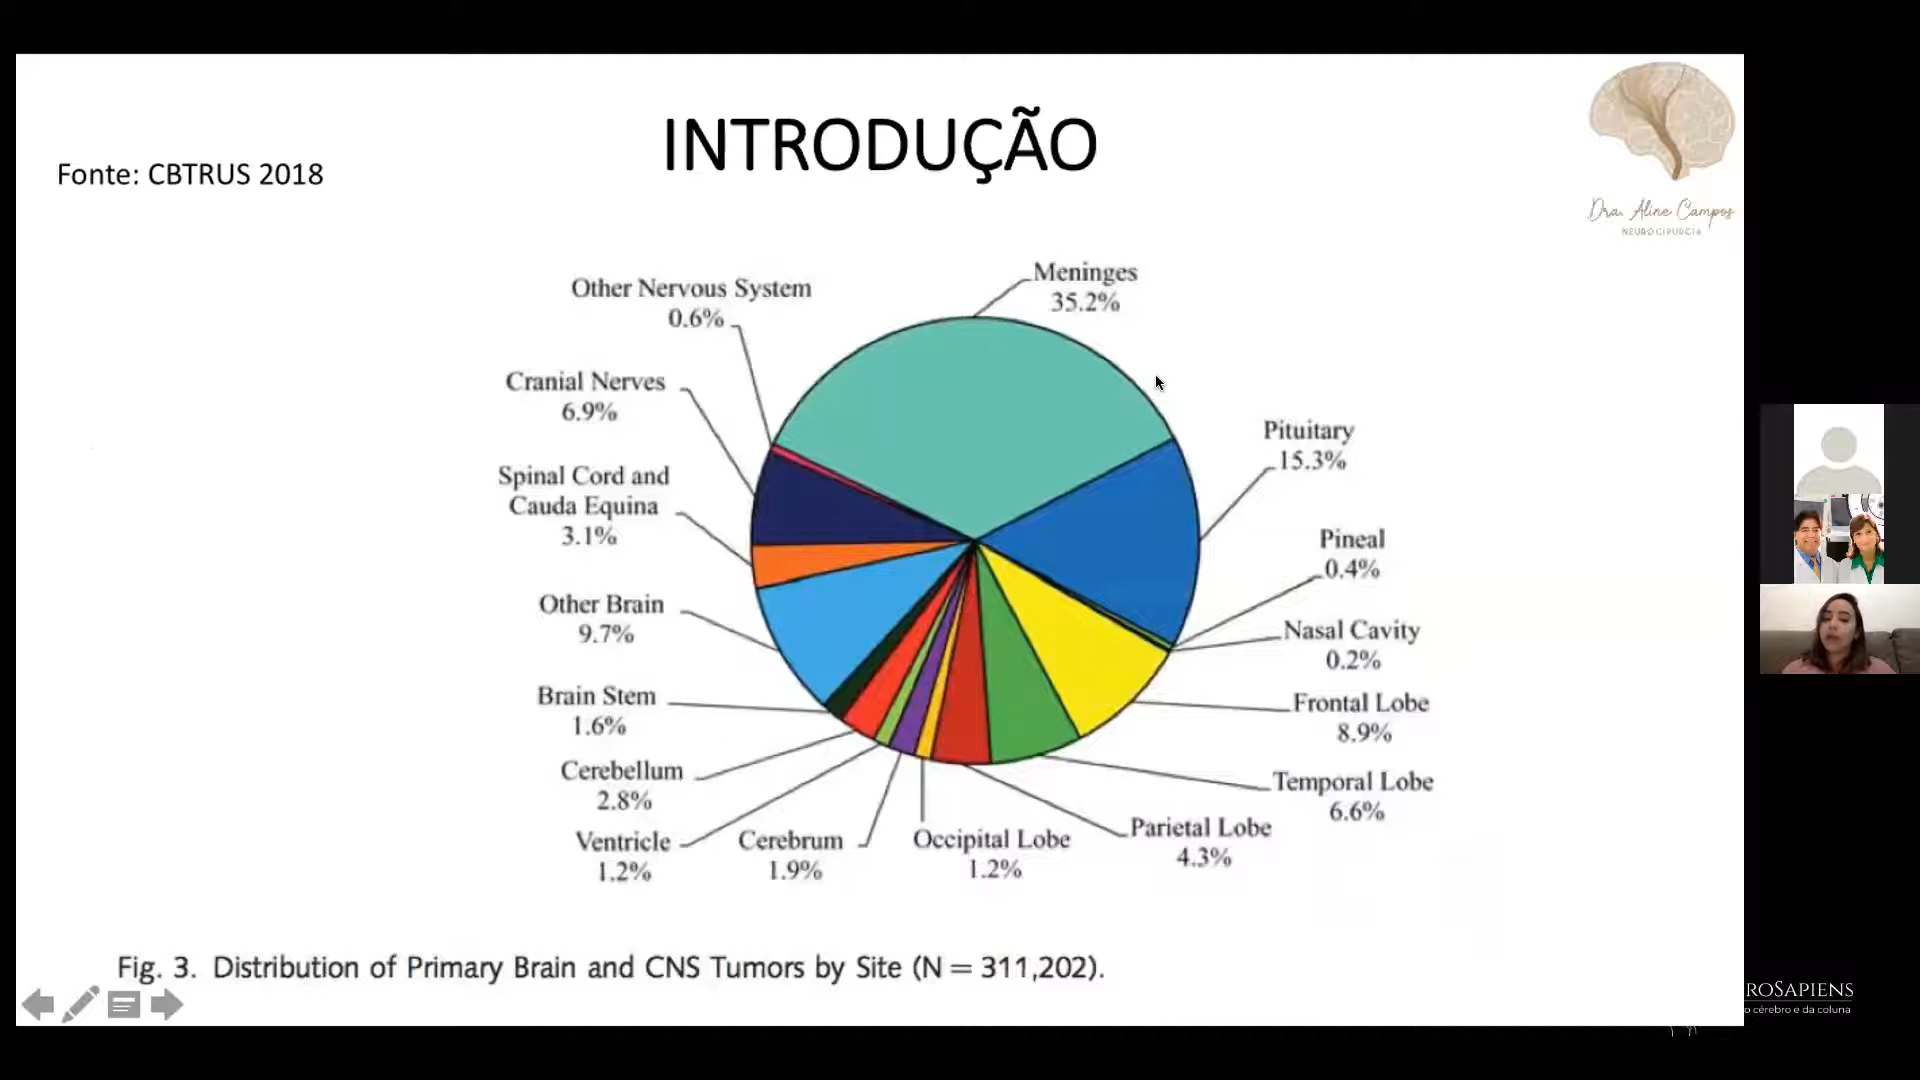 INTRODUÇÃO
Fonte: CBTRUS 2018
Dra. Aline Campos
NEUROCIRURGIA
Meninges
35.2%
Other Nervous System
0.6%
Cranial Nerves
6.9%
Pituitary
15.3%
Spinal Cord and
Cauda Equina
3.1%
Pineal
0.4%
Other Brain
9.7%
Nasal Cavity
0.2%
Brain Stem
1.6%
Frontal Lobe
8.9%
Cerebellum
2.8%
Temporal Lobe
6.6%
Ventricle
1.2%
Cerebrum
1.9%
Occipital Lobe
1.2%
Parietal Lobe
4.3%
Fig. 3. Distribution of Primary Brain and CNS Tumors by Site (N = 311,202).
ROSAPIENS
o cérebro e da coluna